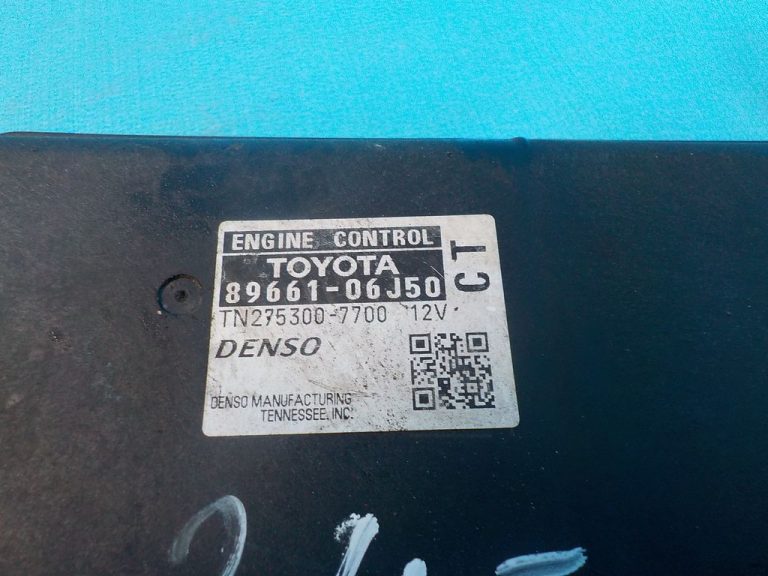 ENGINE CONTROL
TOYOTA
89661-06J50
CT
TN275300-7700 12V
DENSO
DENSO MANUFACTURING
TENNESSEE, INC.